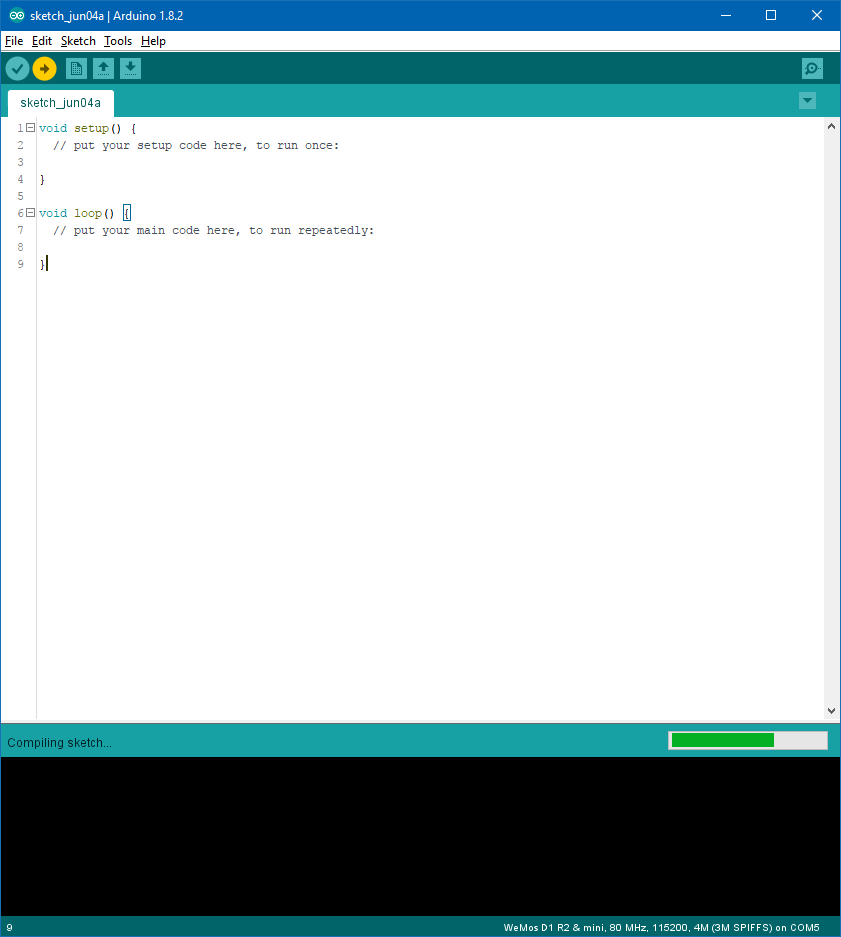 sketch_jun04a | Arduino 1.8.2
File Edit Sketch Tools Help
sketch_jun04a
1 void setup() {
2 // put your setup code here, to run once:
3
4 }
5
6 void loop() {
7 // put your main code here, to run repeatedly:
8
9 }
Compiling sketch...
9 WeMos D1 R2 & mini, 80 MHz, 115200, 4M (3M SPIFFS) on COM5